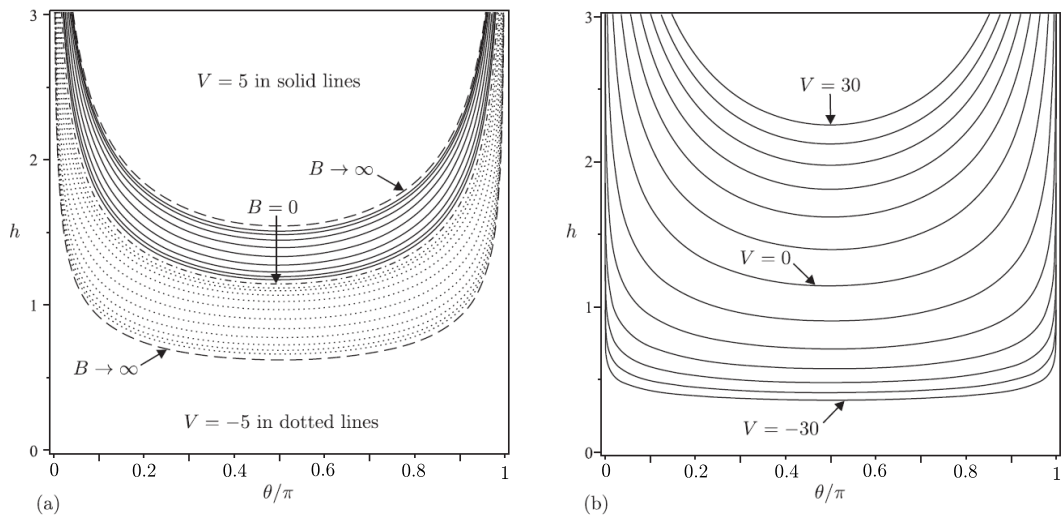 3
2
h
1
0
V = 5 in solid lines
B → ∞
B = 0
B → ∞
V = −5 in dotted lines
0 0.2 0.4 0.6 0.8 1
θ/π
(a)
3
2
h
1
0
V = 30
V = 0
V = −30
0 0.2 0.4 0.6 0.8 1
θ/π
(b)